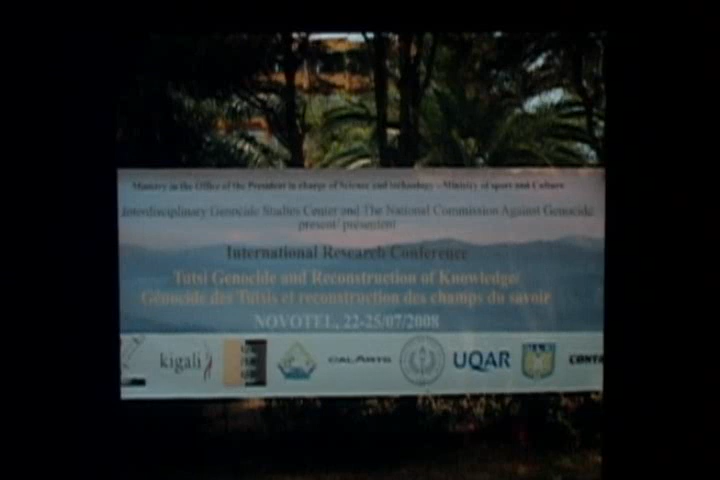 Ministry in the Office of the President in charge of Science and technology - Ministry of sport and Culture
Interdisciplinary Genocide Studies Center and The National Commission Against Genocide
present/ présentent
International Research Conference
Tutsi Genocide and Reconstruction of Knowledge/
Génocide des Tutsis et reconstruction des champs du savoir
NOVOTEL, 22-25/07/2008
kigali
CALARTS
UQAR
CONTA